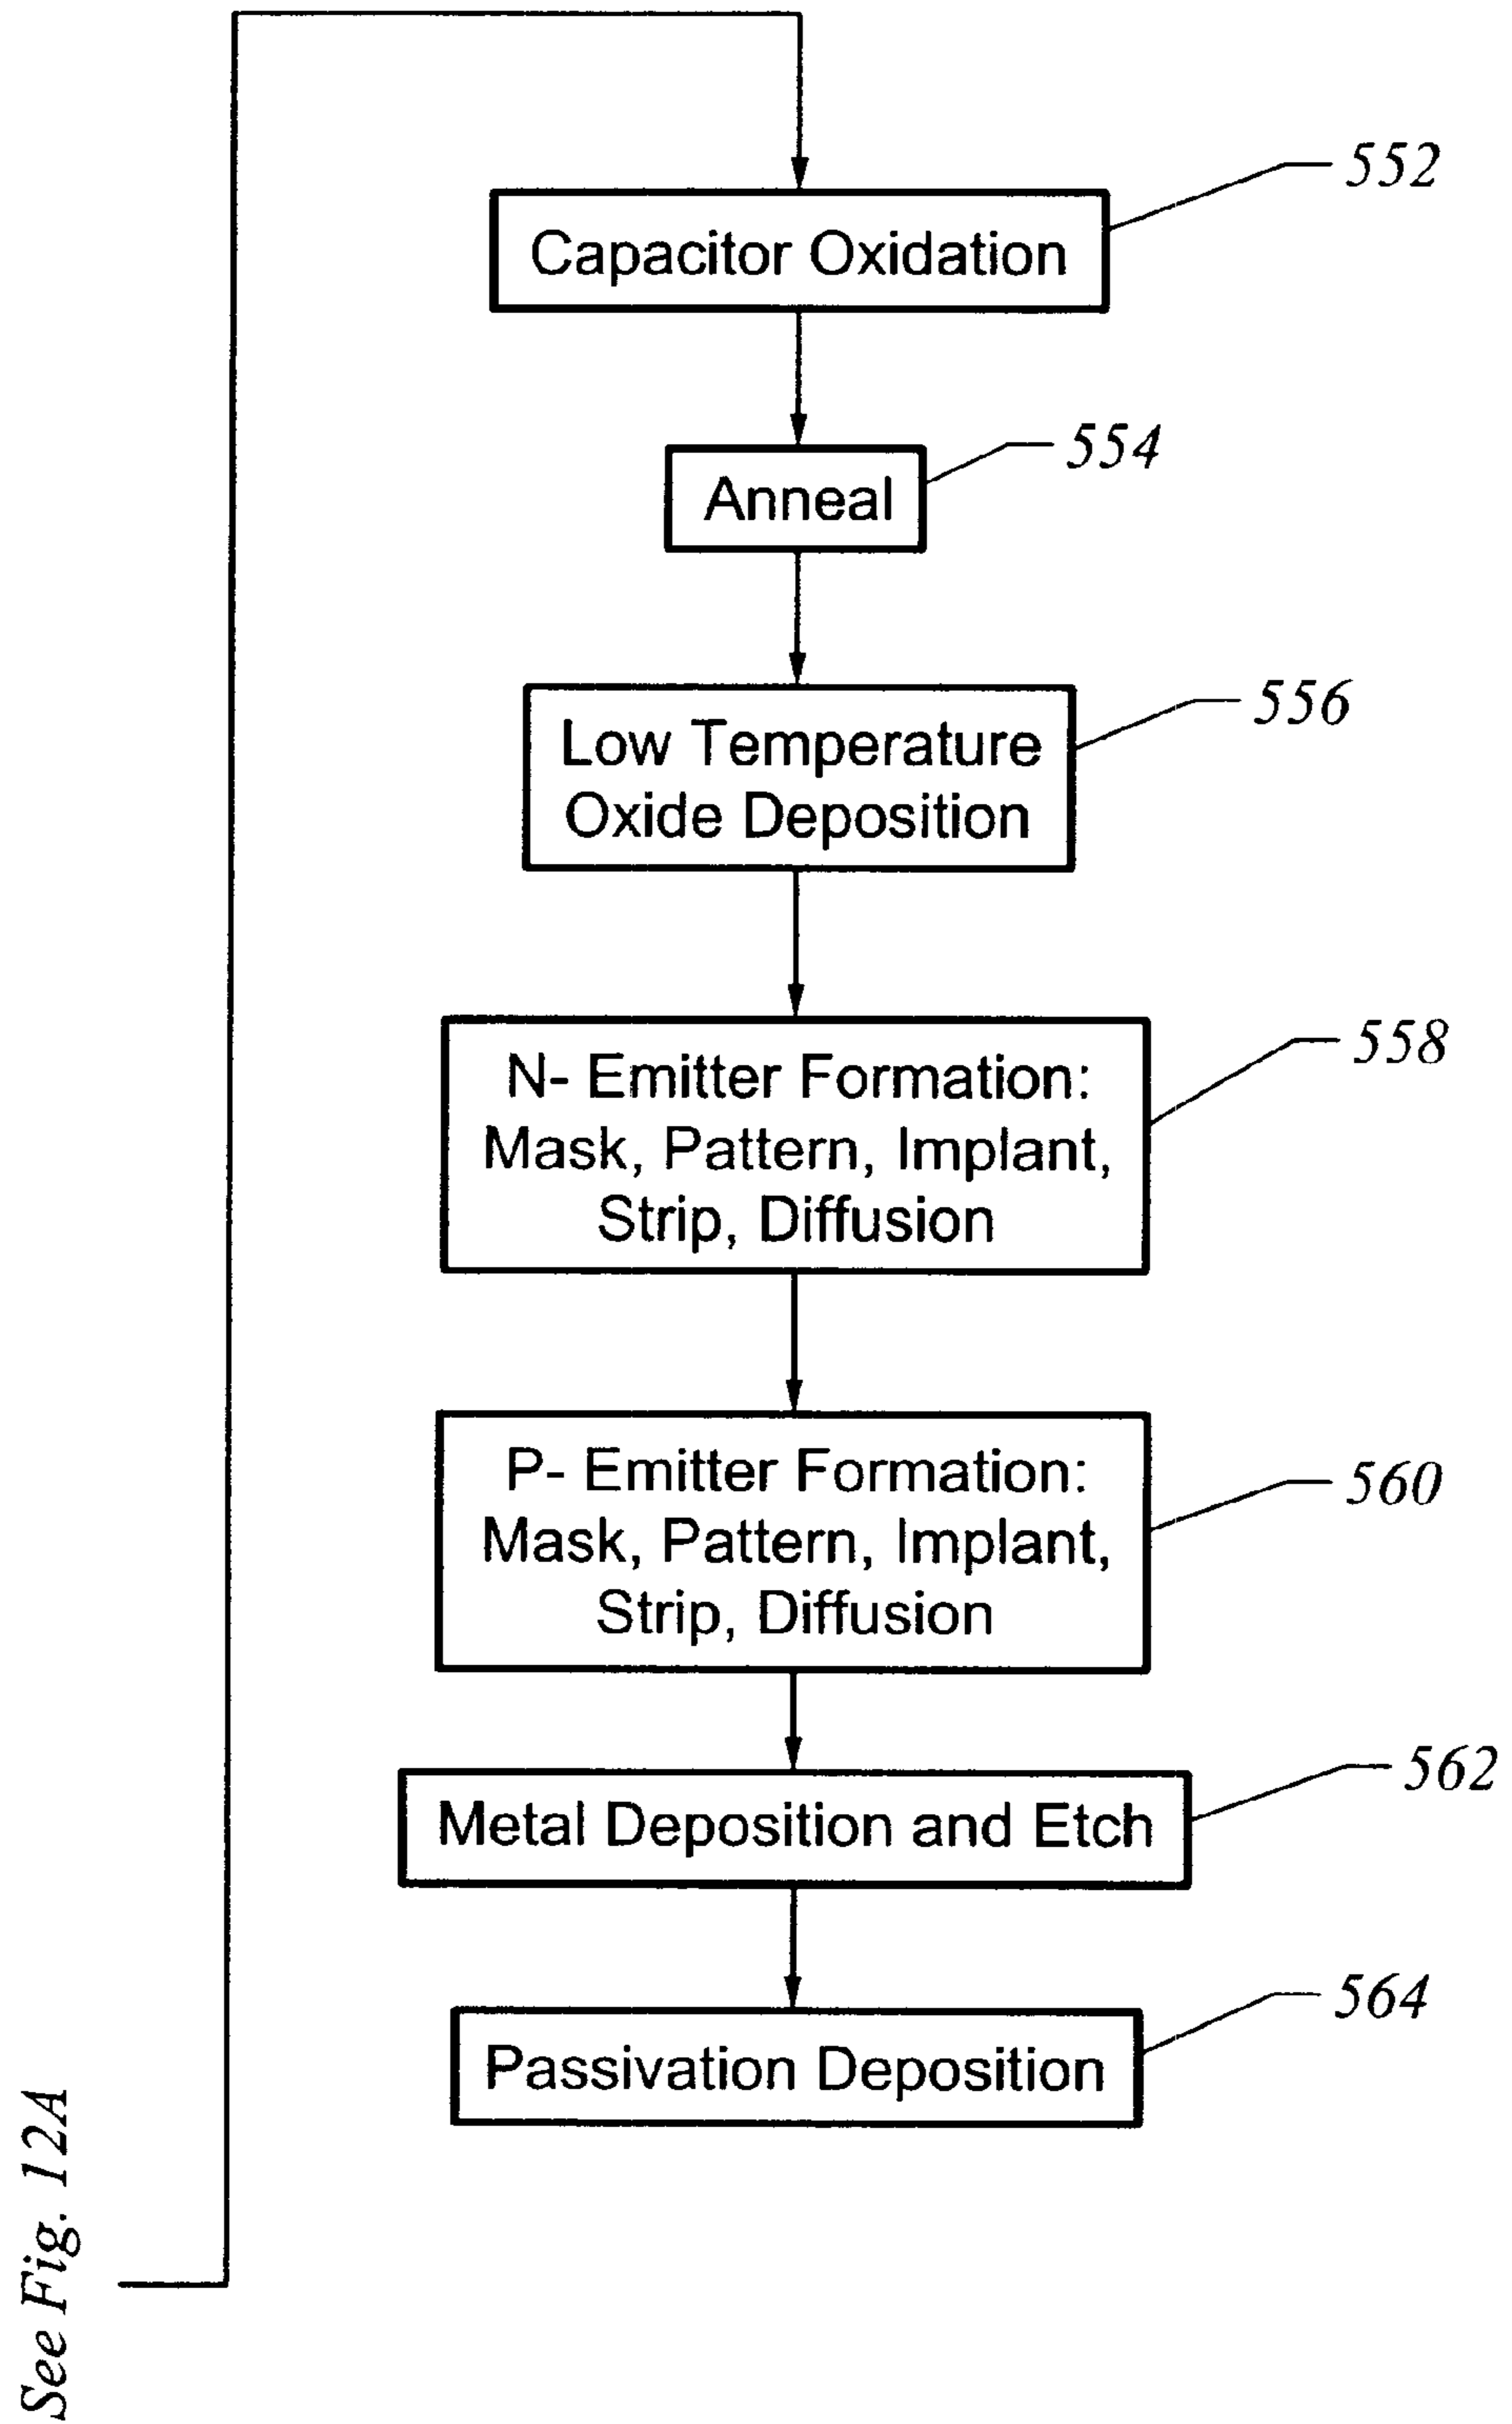 552
Capacitor Oxidation
554
Anneal
556
Low Temperature
Oxide Deposition
558
N- Emitter Formation:
Mask, Pattern, Implant,
Strip, Diffusion
560
P- Emitter Formation:
Mask, Pattern, Implant,
Strip, Diffusion
562
Metal Deposition and Etch
564
Passivation Deposition
See Fig. 12A